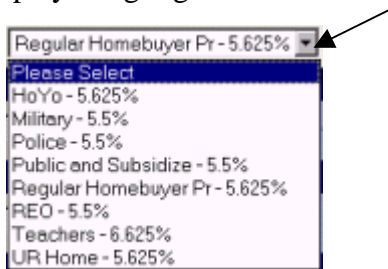 Regular Homebuyer Pr - 5.625%
Please Select
HoYo - 5.625%
Military - 5.5%
Police - 5.5%
Public and Subsidize - 5.5%
Regular Homebuyer Pr - 5.625%
REO - 5.5%
Teachers - 6.625%
UR Home - 5.625%